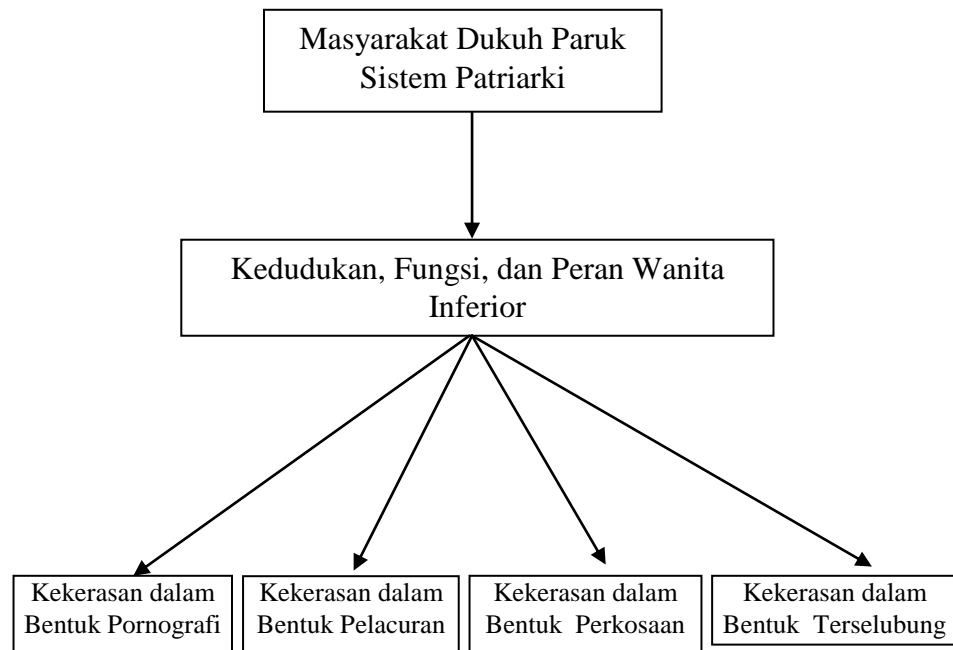 Masyarakat Dukuh Paruk
Sistem Patriarki
Kedudukan, Fungsi, dan Peran Wanita
Inferior
Kekerasan dalam
Bentuk Pornografi
Kekerasan dalam
Bentuk Pelacuran
Kekerasan dalam
Bentuk Perkosaan
Kekerasan dalam
Bentuk Terselubung